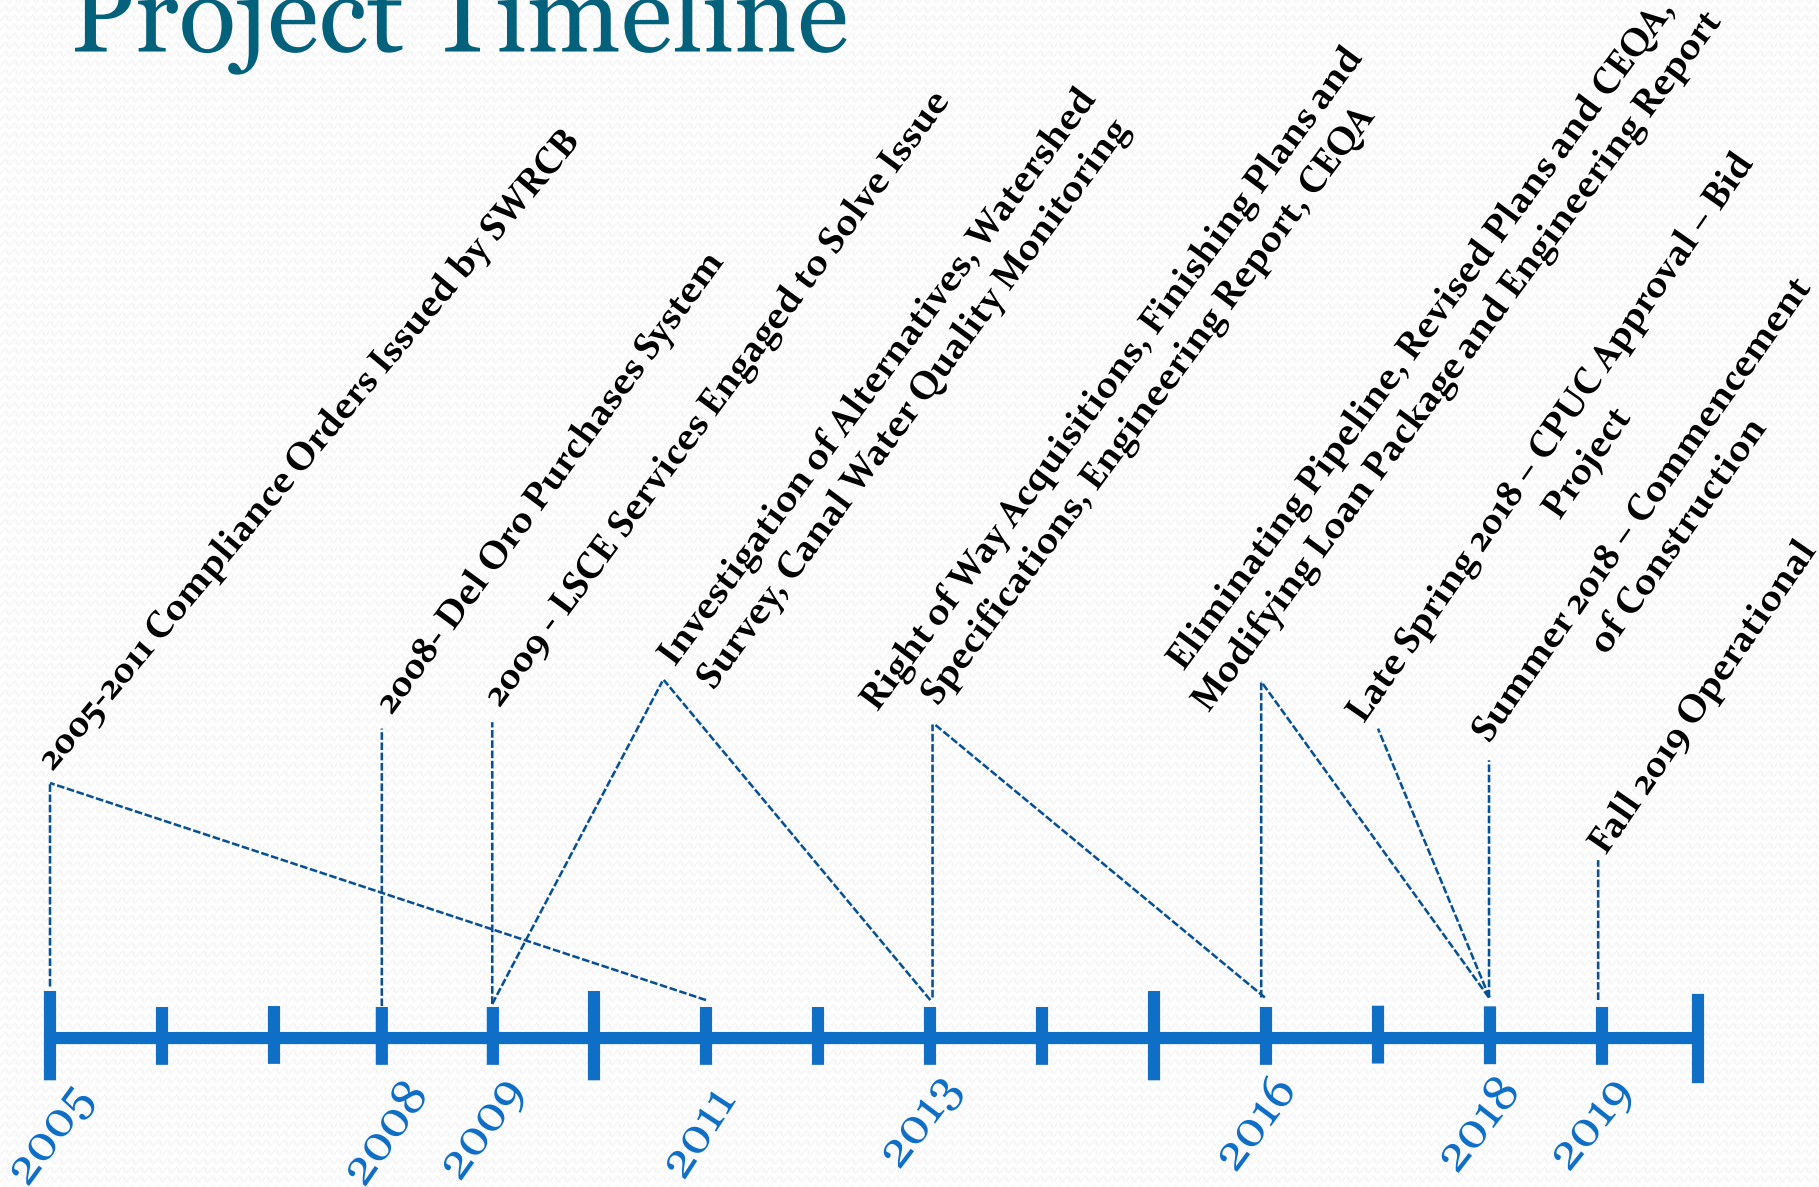 Project Timeline
2005-2011 Compliance Orders Issued by SWRCB
2008- Del Oro Purchases System
2009 - LSCE Services Engaged to Solve Issue
Investigation of Alternatives, Watershed
Survey, Canal Water Quality Monitoring
Right of Way Acquisitions, Finishing Plans and
Specifications, Engineering Report, CEQA
Eliminating Pipeline, Revised Plans and CEQA,
Modifying Loan Package and Engineering Report
Late Spring 2018 – CPUC Approval – Bid
Project
Summer 2018 – Commencement
of Construction
Fall 2019 Operational
2005
2008
2009
2011
2013
2016
2018
2019